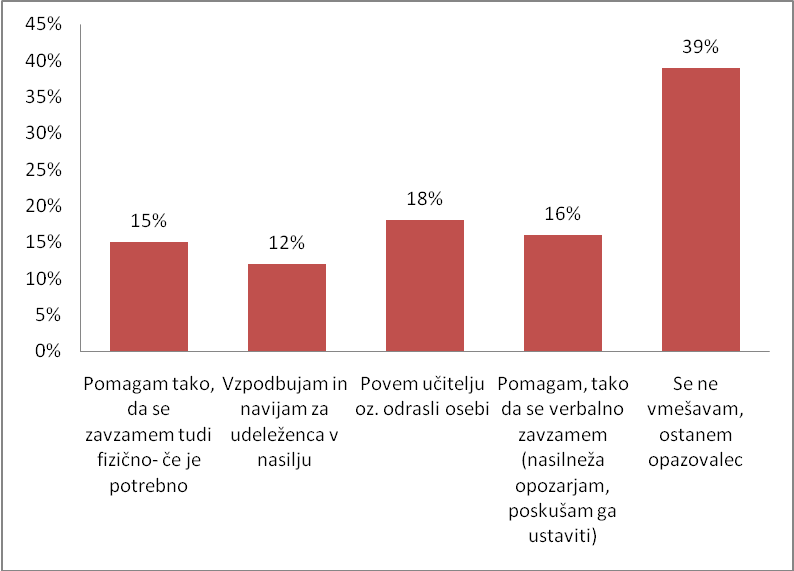 45%
40%
35%
30%
25%
20%
15%
10%
5%
0%
15%
12%
18%
16%
39%
Pomagam tako,
da se
zavzamem tudi
fizično- če je
potrebno
Vzpodbujam in
navijam za
udeleženca v
nasilju
Povem učitelju
oz. odrasli osebi
Pomagam, tako
da se verbalno
zavzamem
(nasilneža
opozarjam,
poskušam ga
ustaviti)
Se ne
vmešavam,
ostanem
opazovalec